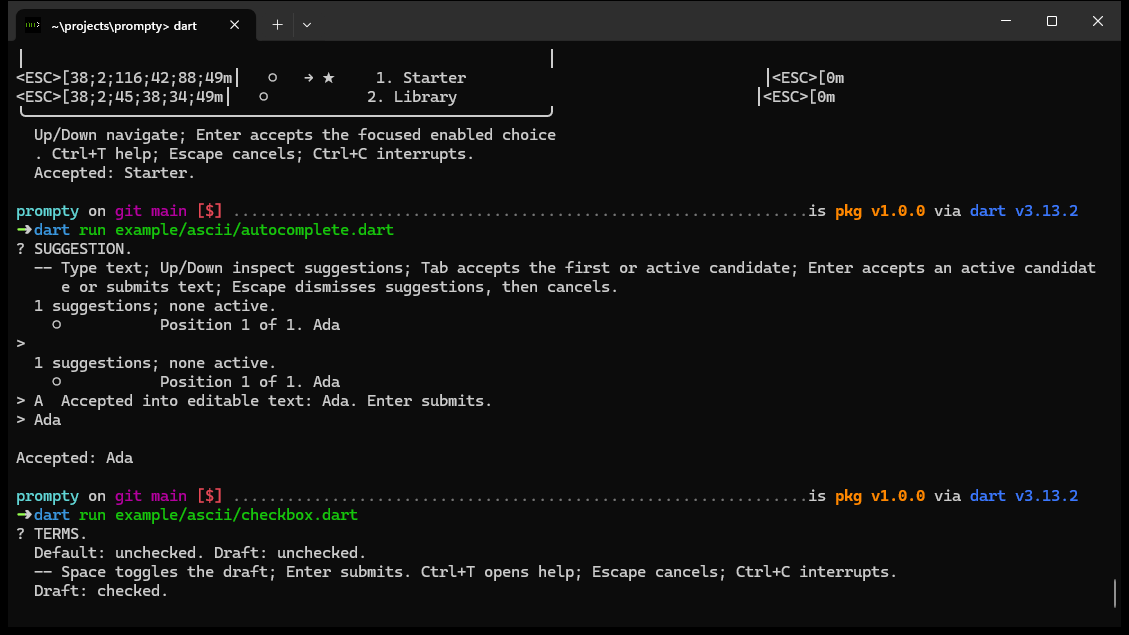 ~\projects\prompty> dart
<ESC>[38;2;116;42;88;49m│ ○ → ★ 1. Starter │<ESC>[0m
<ESC>[38;2;45;38;34;49m│ ○ 2. Library │<ESC>[0m
Up/Down navigate; Enter accepts the focused enabled choice
. Ctrl+T help; Escape cancels; Ctrl+C interrupts.
Accepted: Starter.
prompty on git main [$] ................................................................is pkg v1.0.0 via dart v3.13.2
➜dart run example/ascii/autocomplete.dart
? SUGGESTION.
-- Type text; Up/Down inspect suggestions; Tab accepts the first or active candidate; Enter accepts an active candidat
e or submits text; Escape dismisses suggestions, then cancels.
1 suggestions; none active.
○ Position 1 of 1. Ada
>
1 suggestions; none active.
○ Position 1 of 1. Ada
> A Accepted into editable text: Ada. Enter submits.
> Ada
Accepted: Ada
prompty on git main [$] ................................................................is pkg v1.0.0 via dart v3.13.2
➜dart run example/ascii/checkbox.dart
? TERMS.
Default: unchecked. Draft: unchecked.
-- Space toggles the draft; Enter submits. Ctrl+T opens help; Escape cancels; Ctrl+C interrupts.
Draft: checked.